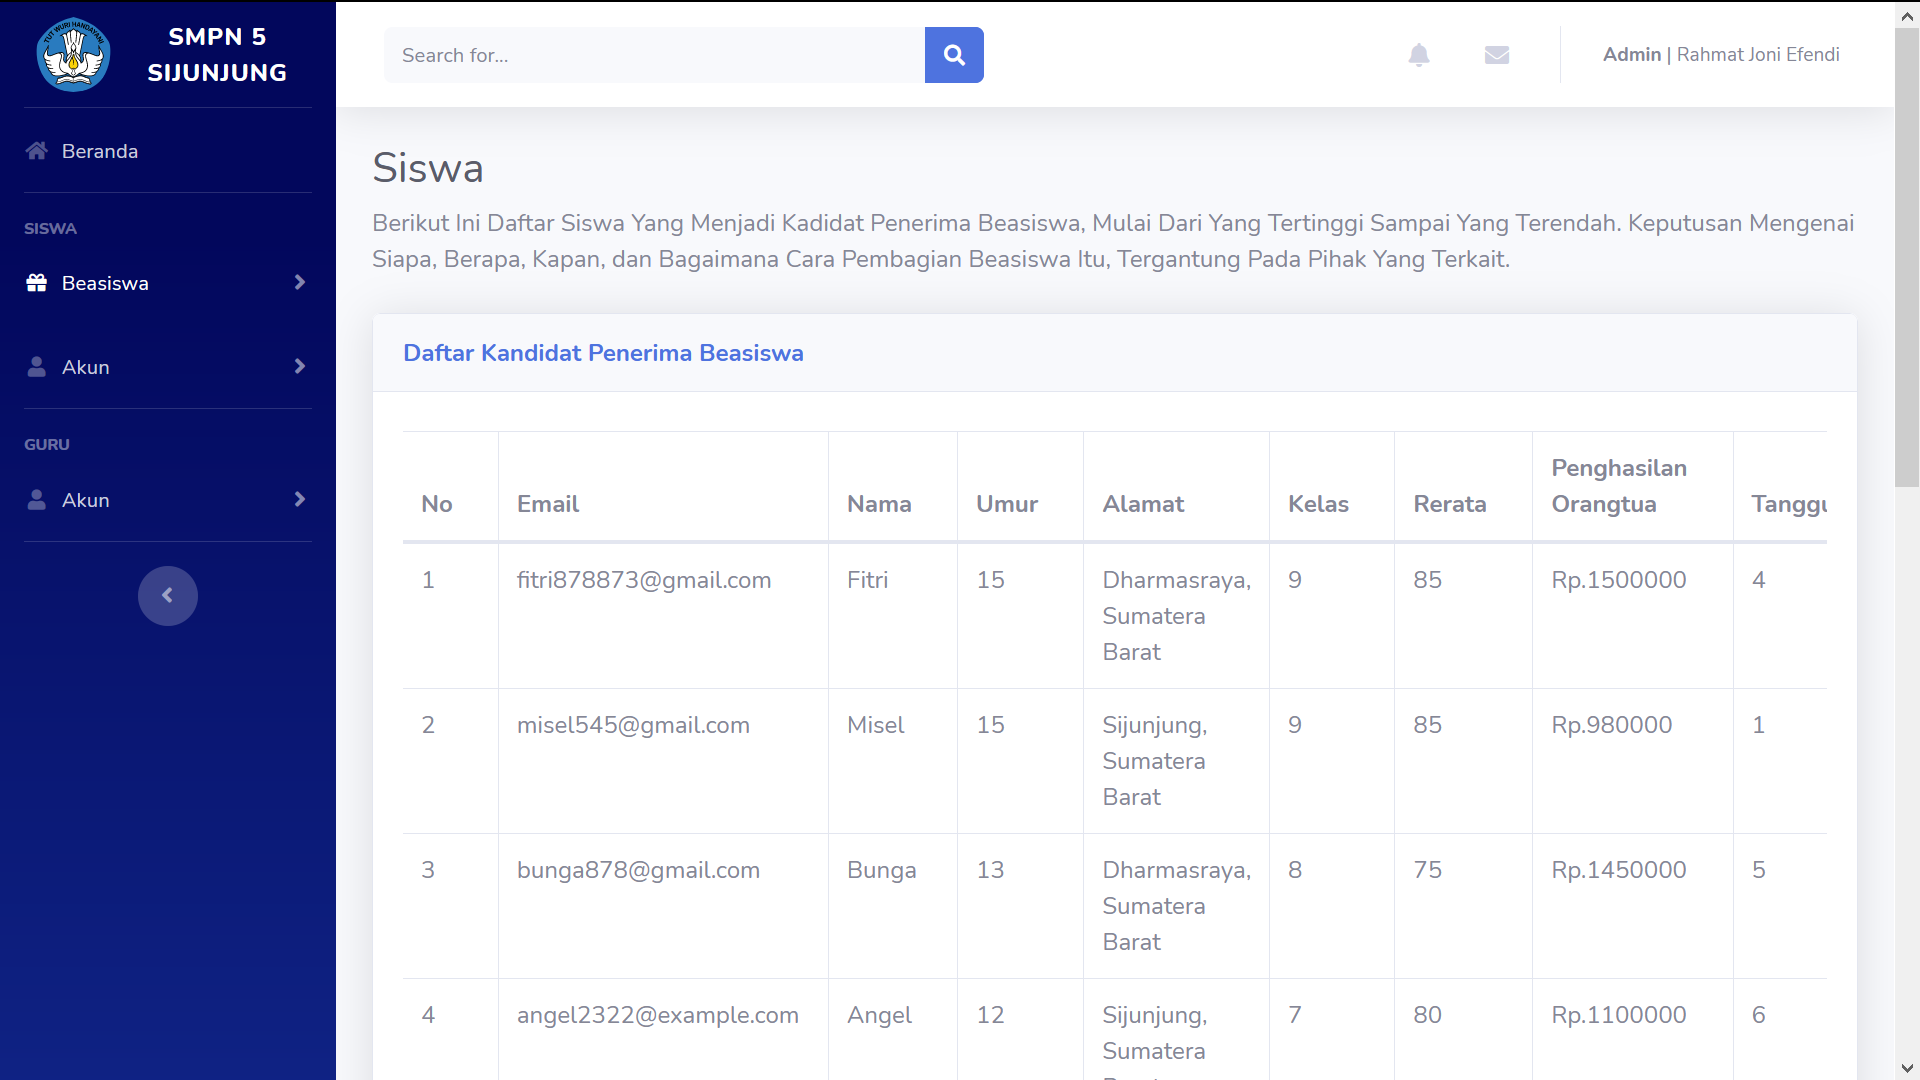 TUT WURI HANDAYANI
SMPN 5
SIJUNJUNG
Search for...
Admin | Rahmat Joni Efendi
Beranda
SISWA
Beasiswa
Akun
GURU
Akun
Siswa
Berikut Ini Daftar Siswa Yang Menjadi Kadidat Penerima Beasiswa, Mulai Dari Yang Tertinggi Sampai Yang Terendah. Keputusan Mengenai
Siapa, Berapa, Kapan, dan Bagaimana Cara Pembagian Beasiswa Itu, Tergantung Pada Pihak Yang Terkait.
Daftar Kandidat Penerima Beasiswa
Penghasilan
No Email Nama Umur Alamat Kelas Rerata Orangtua Tanggu
1 fitri878873@gmail.com Fitri 15 Dharmasraya, 9 85 Rp.1500000 4
Sumatera
Barat
2 misel545@gmail.com Misel 15 Sijunjung, 9 85 Rp.980000 1
Sumatera
Barat
3 bunga878@gmail.com Bunga 13 Dharmasraya, 8 75 Rp.1450000 5
Sumatera
Barat
4 angel2322@example.com Angel 12 Sijunjung, 7 80 Rp.1100000 6
Sumatera